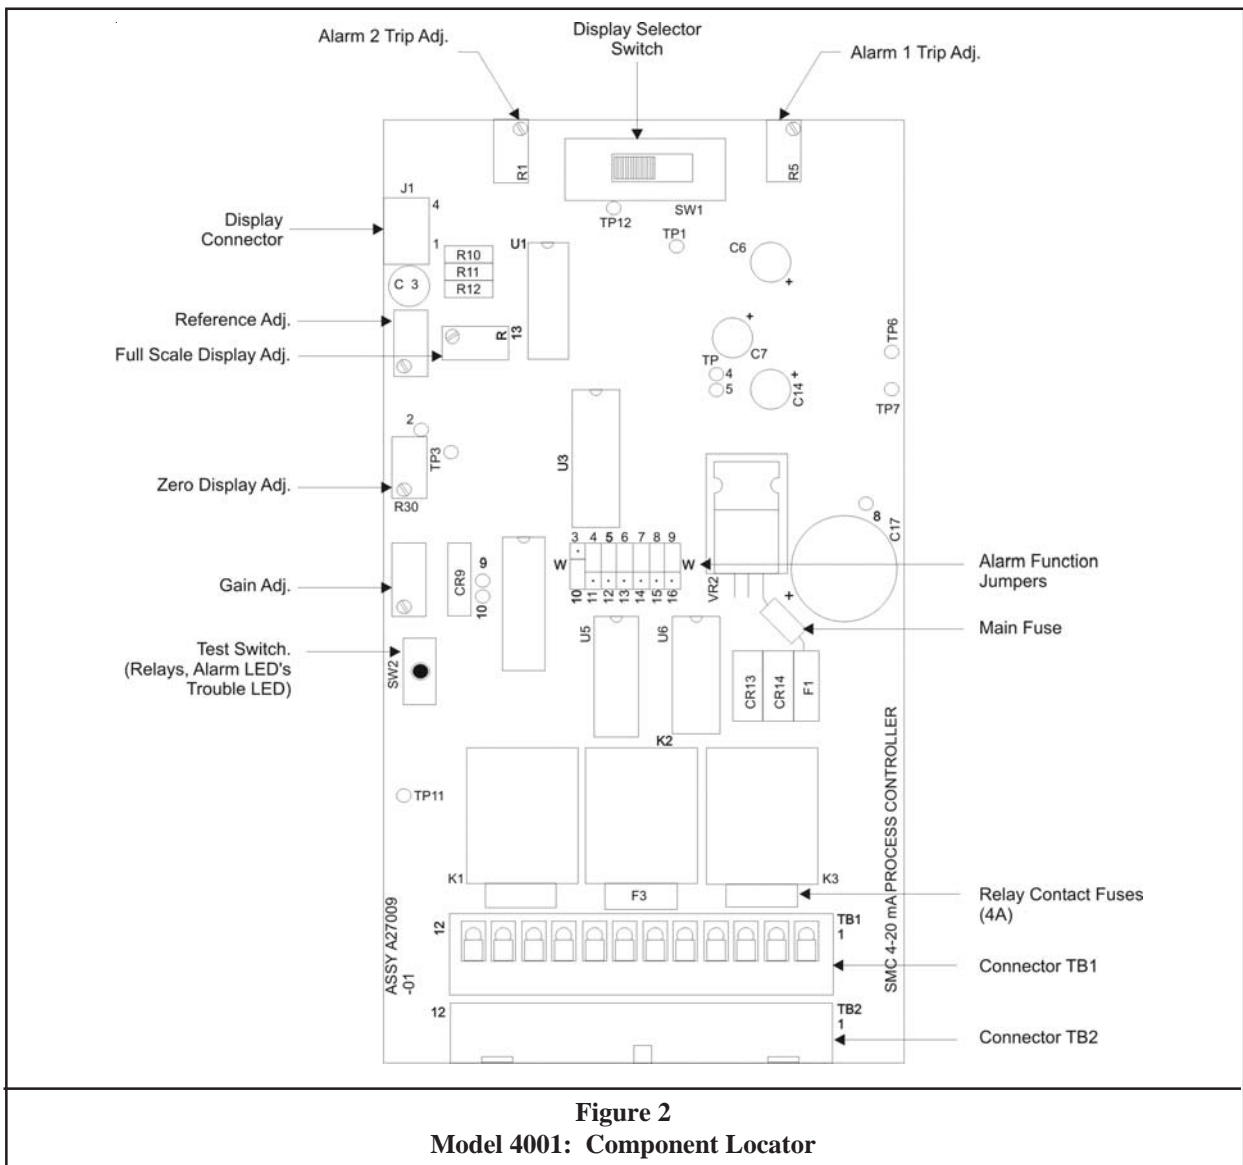 Alarm 2 Trip Adj.
Display Selector
Switch
Alarm 1 Trip Adj.
R1
R5
J1
4
SW1
TP12
Display
Connector
1
U1
TP1
R10
R11
R12
C6
+
C 3
Reference Adj.
R
13
+
TP6
Full Scale Display Adj.
C7
TP
4
5
+
C14
TP7
2
TP3
U3
Zero Display Adj.
R30
8
C17
3 4 5 6 7 8 9
W
W
Alarm Function
Jumpers
Gain Adj.
CR9
9
10
10 11 12 13 14 15 16
VR2
+
Main Fuse
U5
U6
Test Switch.
(Relays, Alarm LED's
Trouble LED)
SW2
CR13
CR14
F1
K2
TP11
SMC 4-20 mA PROCESS CONTROLLER
K1
F3
K3
Relay Contact Fuses
(4A)
ASSY A27009
-01
12
TB1
1
Connector TB1
12
TB2
1
Connector TB2
Figure 2
Model 4001: Component Locator